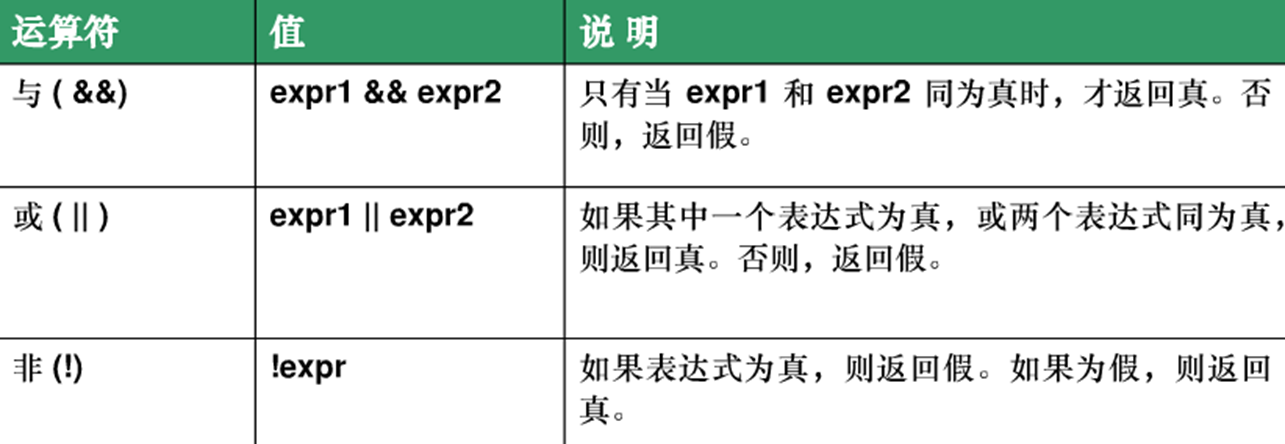 运算符 值 说 明
与 ( &&) expr1 && expr2 只有当 expr1 和 expr2 同为真时，才返回真。否
则，返回假。
或 ( || ) expr1 || expr2 如果其中一个表达式为真，或两个表达式同为真，
则返回真。否则，返回假。
非 (!) !expr 如果表达式为真，则返回假。如果为假，则返回
真。